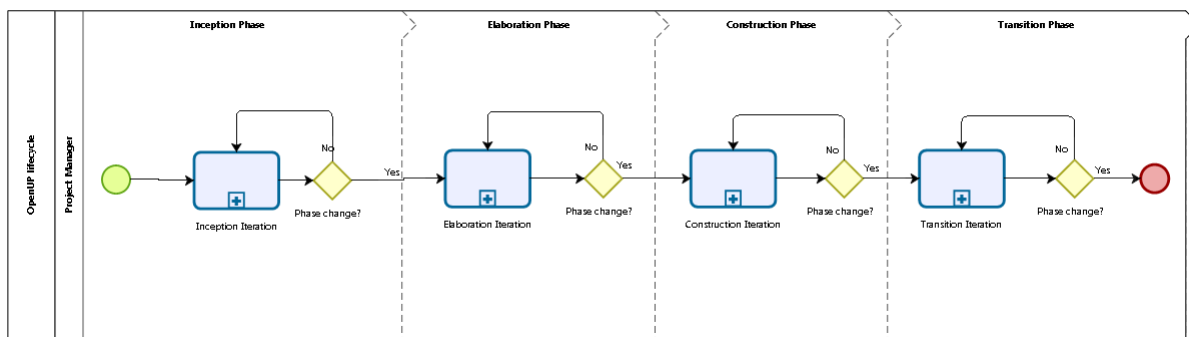 OpenUP lifecycle
Project Manager
Inception Phase
Elaboration Phase
Construction Phase
Transition Phase
No
Yes
Phase change?
Inception Iteration
No
Yes
Phase change?
Elaboration Iteration
No
Yes
Phase change?
Construction Iteration
No
Yes
Phase change?
Transition Iteration